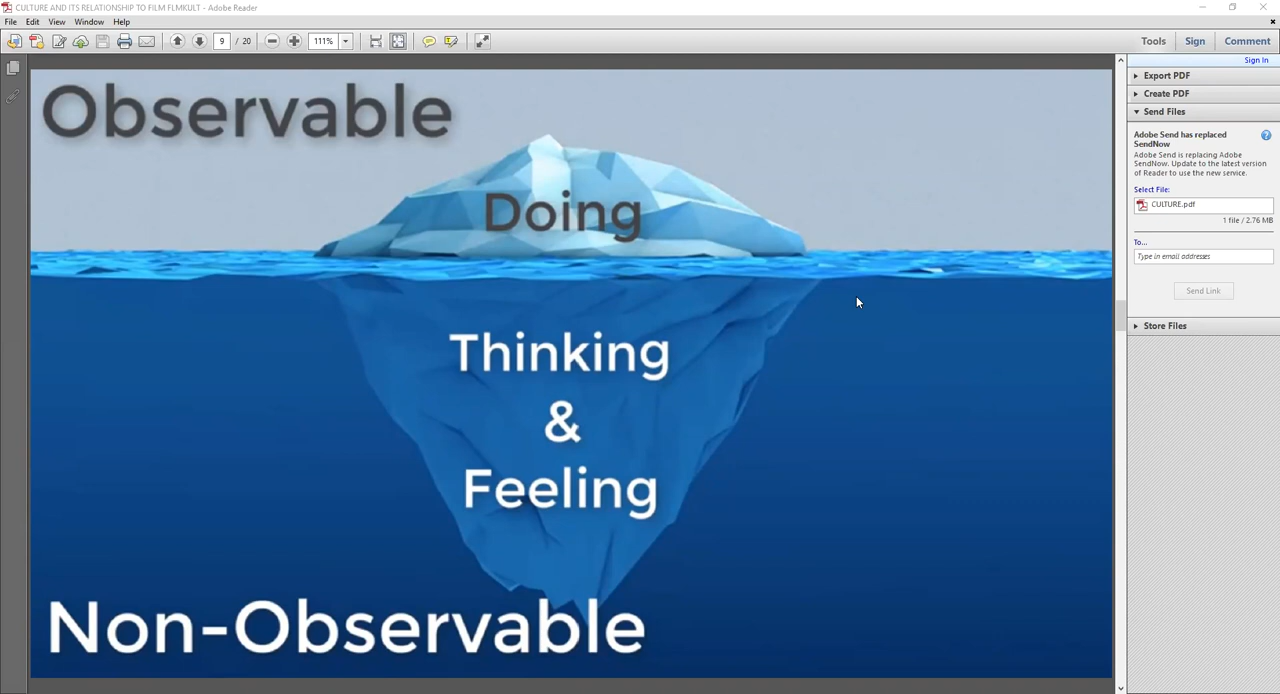 CULTURE AND ITS RELATIONSHIP TO FILM FLMKULT - Adobe Reader
File Edit View Window Help
9 / 20 111% Tools Sign Comment
Sign In
Export PDF
Create PDF
Send Files
Adobe Send has replaced
SendNow
Adobe Send is replacing Adobe
SendNow. Update to the latest version
of Reader to use the new service.
Select File:
CULTURE.pdf
1 file / 2.76 MB
To...
Type in email addresses
Send Link
Store Files
Observable
Doing
Thinking
&
Feeling
Non-Observable